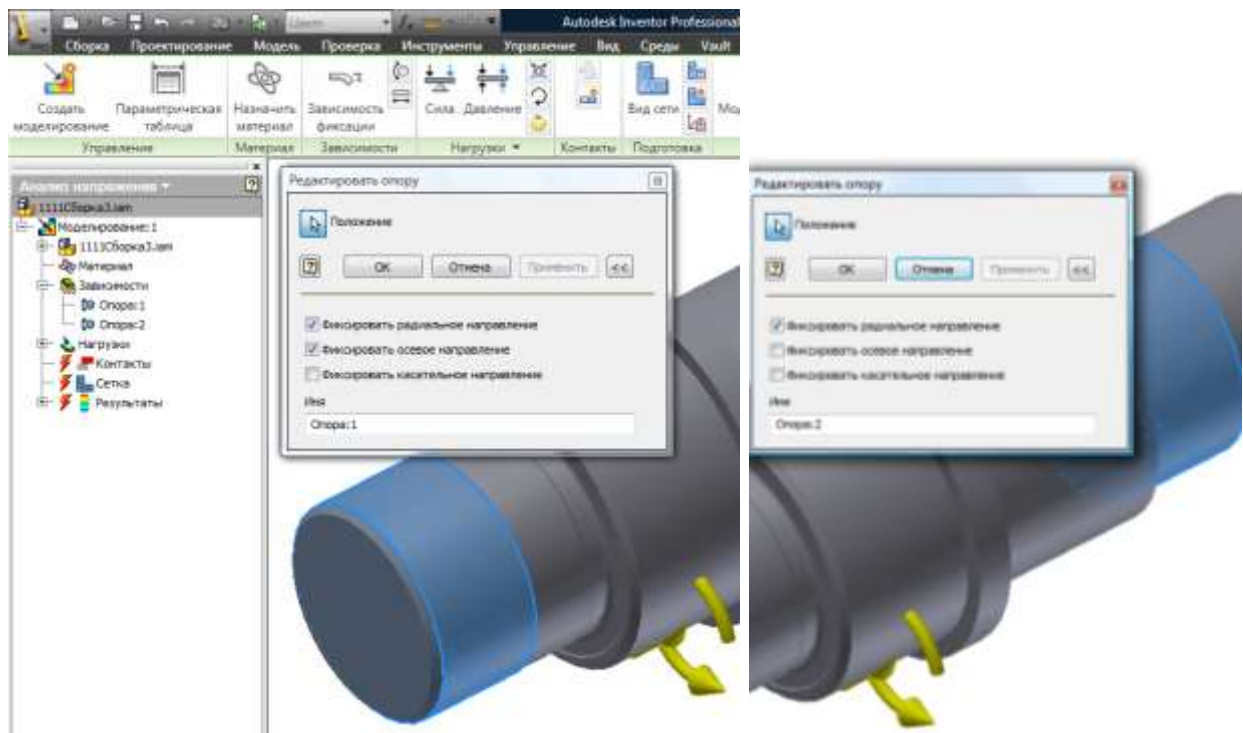 Autodesk Inventor Professional
Сборка Проектирование Модель Проверка Инструменты Управление Вид Среды Vault
Создать моделирование
Параметрическая таблица
Назначить материал
Зависимость фиксации
Сила Давление
Вид сети
Управление Материал Зависимости Нагрузки Контакты Подготовка
Анализ напряжения
1111Сборка3.iam
Моделирование:1
1111Сборка3.iam
Материал
Зависимости
Опора:1
Опора:2
Нагрузки
Контакты
Сетка
Результаты
Редактировать опору
Положение
ОК Отмена Применить <<
Фиксировать радиальное направление
Фиксировать осевое направление
Фиксировать касательное направление
Имя
Опора:1
Редактировать опору
Положение
ОК Отмена Применить <<
Фиксировать радиальное направление
Фиксировать осевое направление
Фиксировать касательное направление
Имя
Опора:2